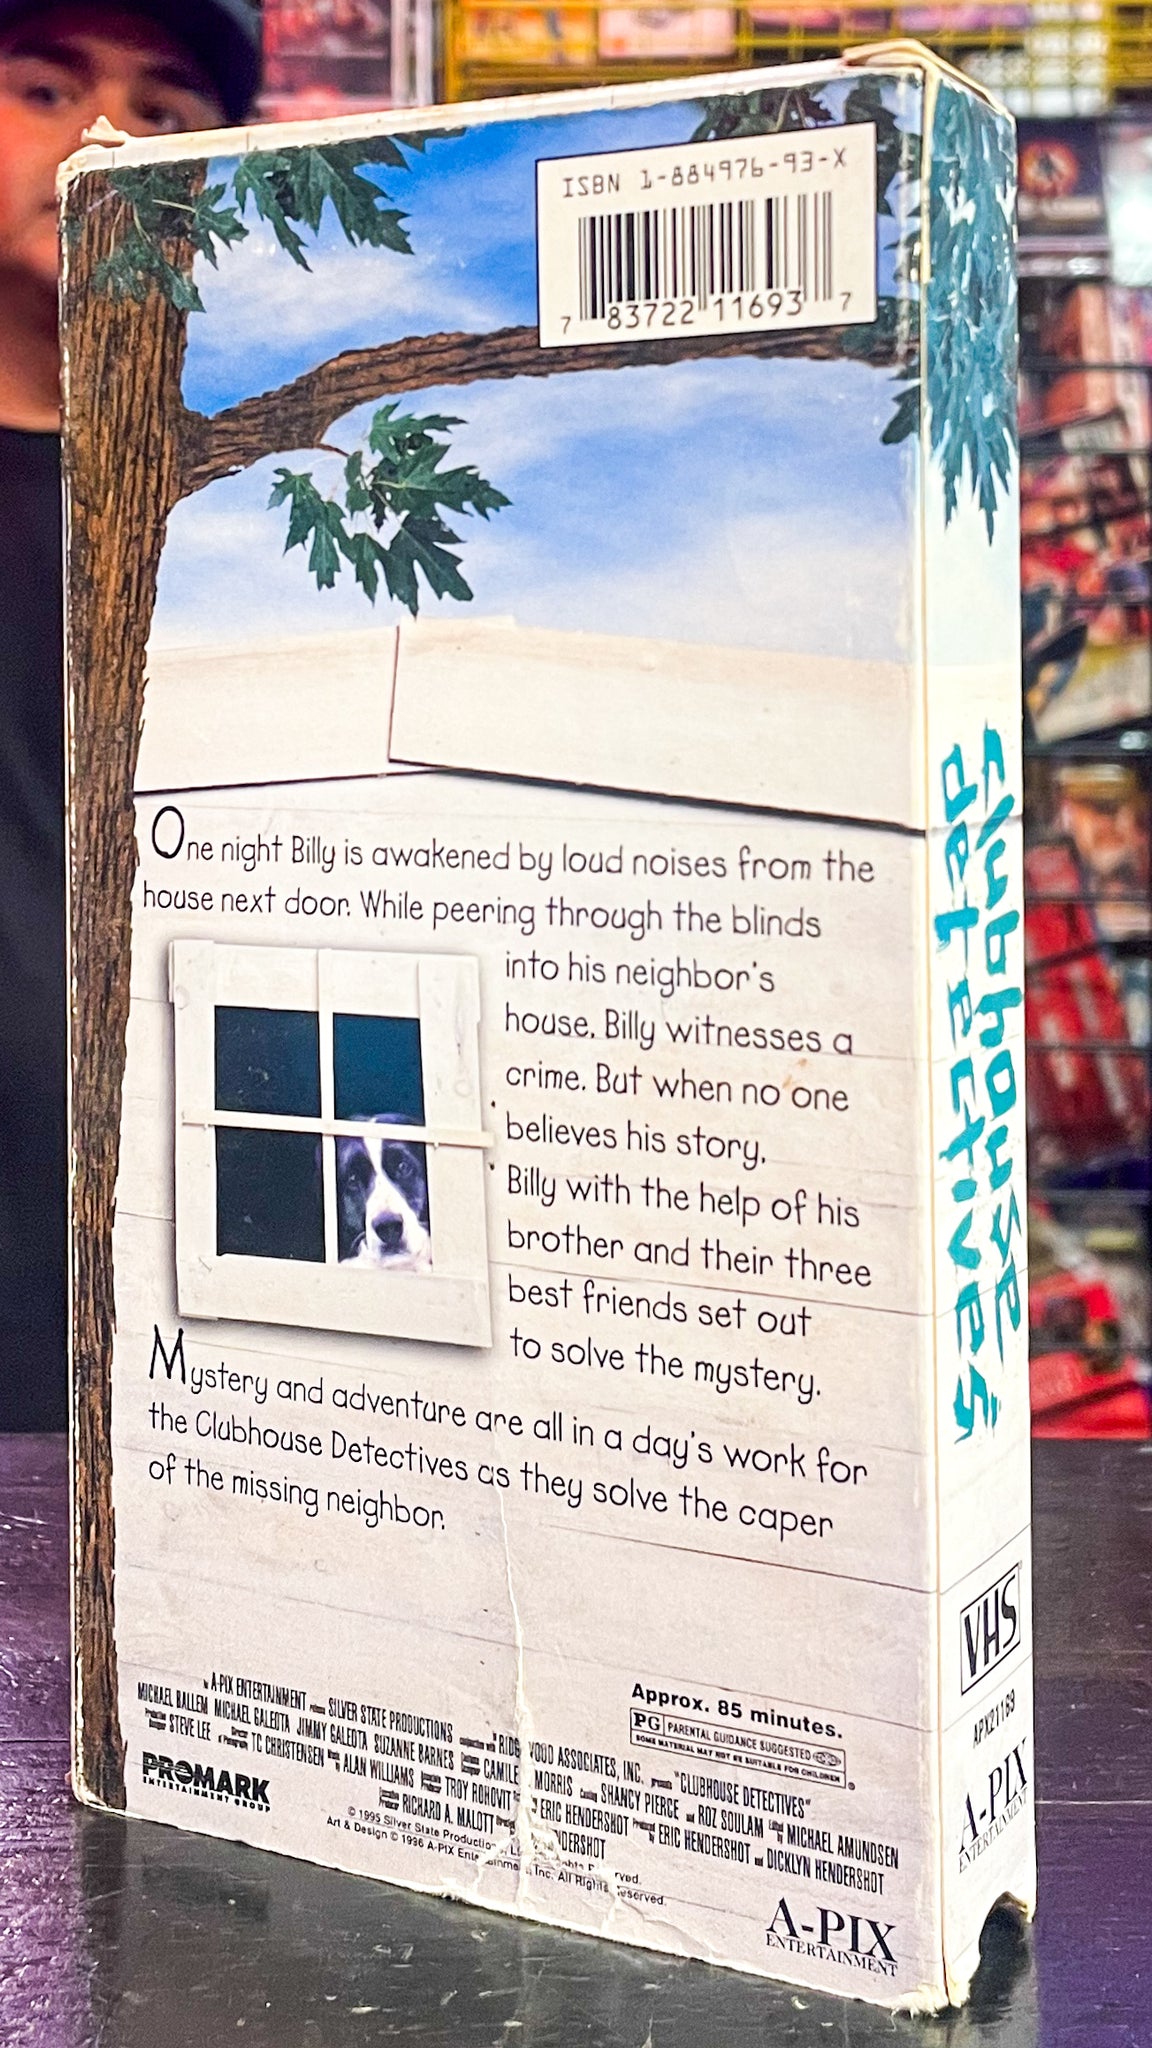 ISBN 1-884976-93-X
7 83722 11693 7
One night Billy is awakened by loud noises from the
house next door. While peering through the blinds
into his neighbor's
house, Billy witnesses a
crime. But when no one
believes his story,
Billy with the help of his
brother and their three
best friends set out
to solve the mystery.
Mystery and adventure are all in a day's work for
the Clubhouse Detectives as they solve the caper
of the missing neighbor.
A-PIX ENTERTAINMENT SILVER STATE PRODUCTIONS WOOD ASSOCIATES, INC. "CLUBHOUSE DETECTIVES"
MICHAEL BALLEM MICHAEL GALEOTA JIMMY GALEOTA SUZANNE BARNES CAMILE MORRIS SHANCY PIERCE ROZ SOULAM MICHAEL AMUNDSEN
STEVE LEE TC CHRISTENSEN ALAN WILLIAMS TROY ROHOVIT ERIC HENDERSHOT ERIC HENDERSHOT DICKLYN HENDERSHOT
RICHARD A. MALOTT
© 1995 Silver State
Art & Design © 1996 A-PIX Inc. All Rights
Approx. 85 minutes.
PG PARENTAL GUIDANCE SUGGESTED
SOME MATERIAL MAY NOT BE SUITABLE FOR CHILDREN
PROMARK
ENTERTAINMENT GROUP
A-PIX
ENTERTAINMENT
clubhouse
detectives
VHS
APX21169
A-PIX
ENTERTAINMENT